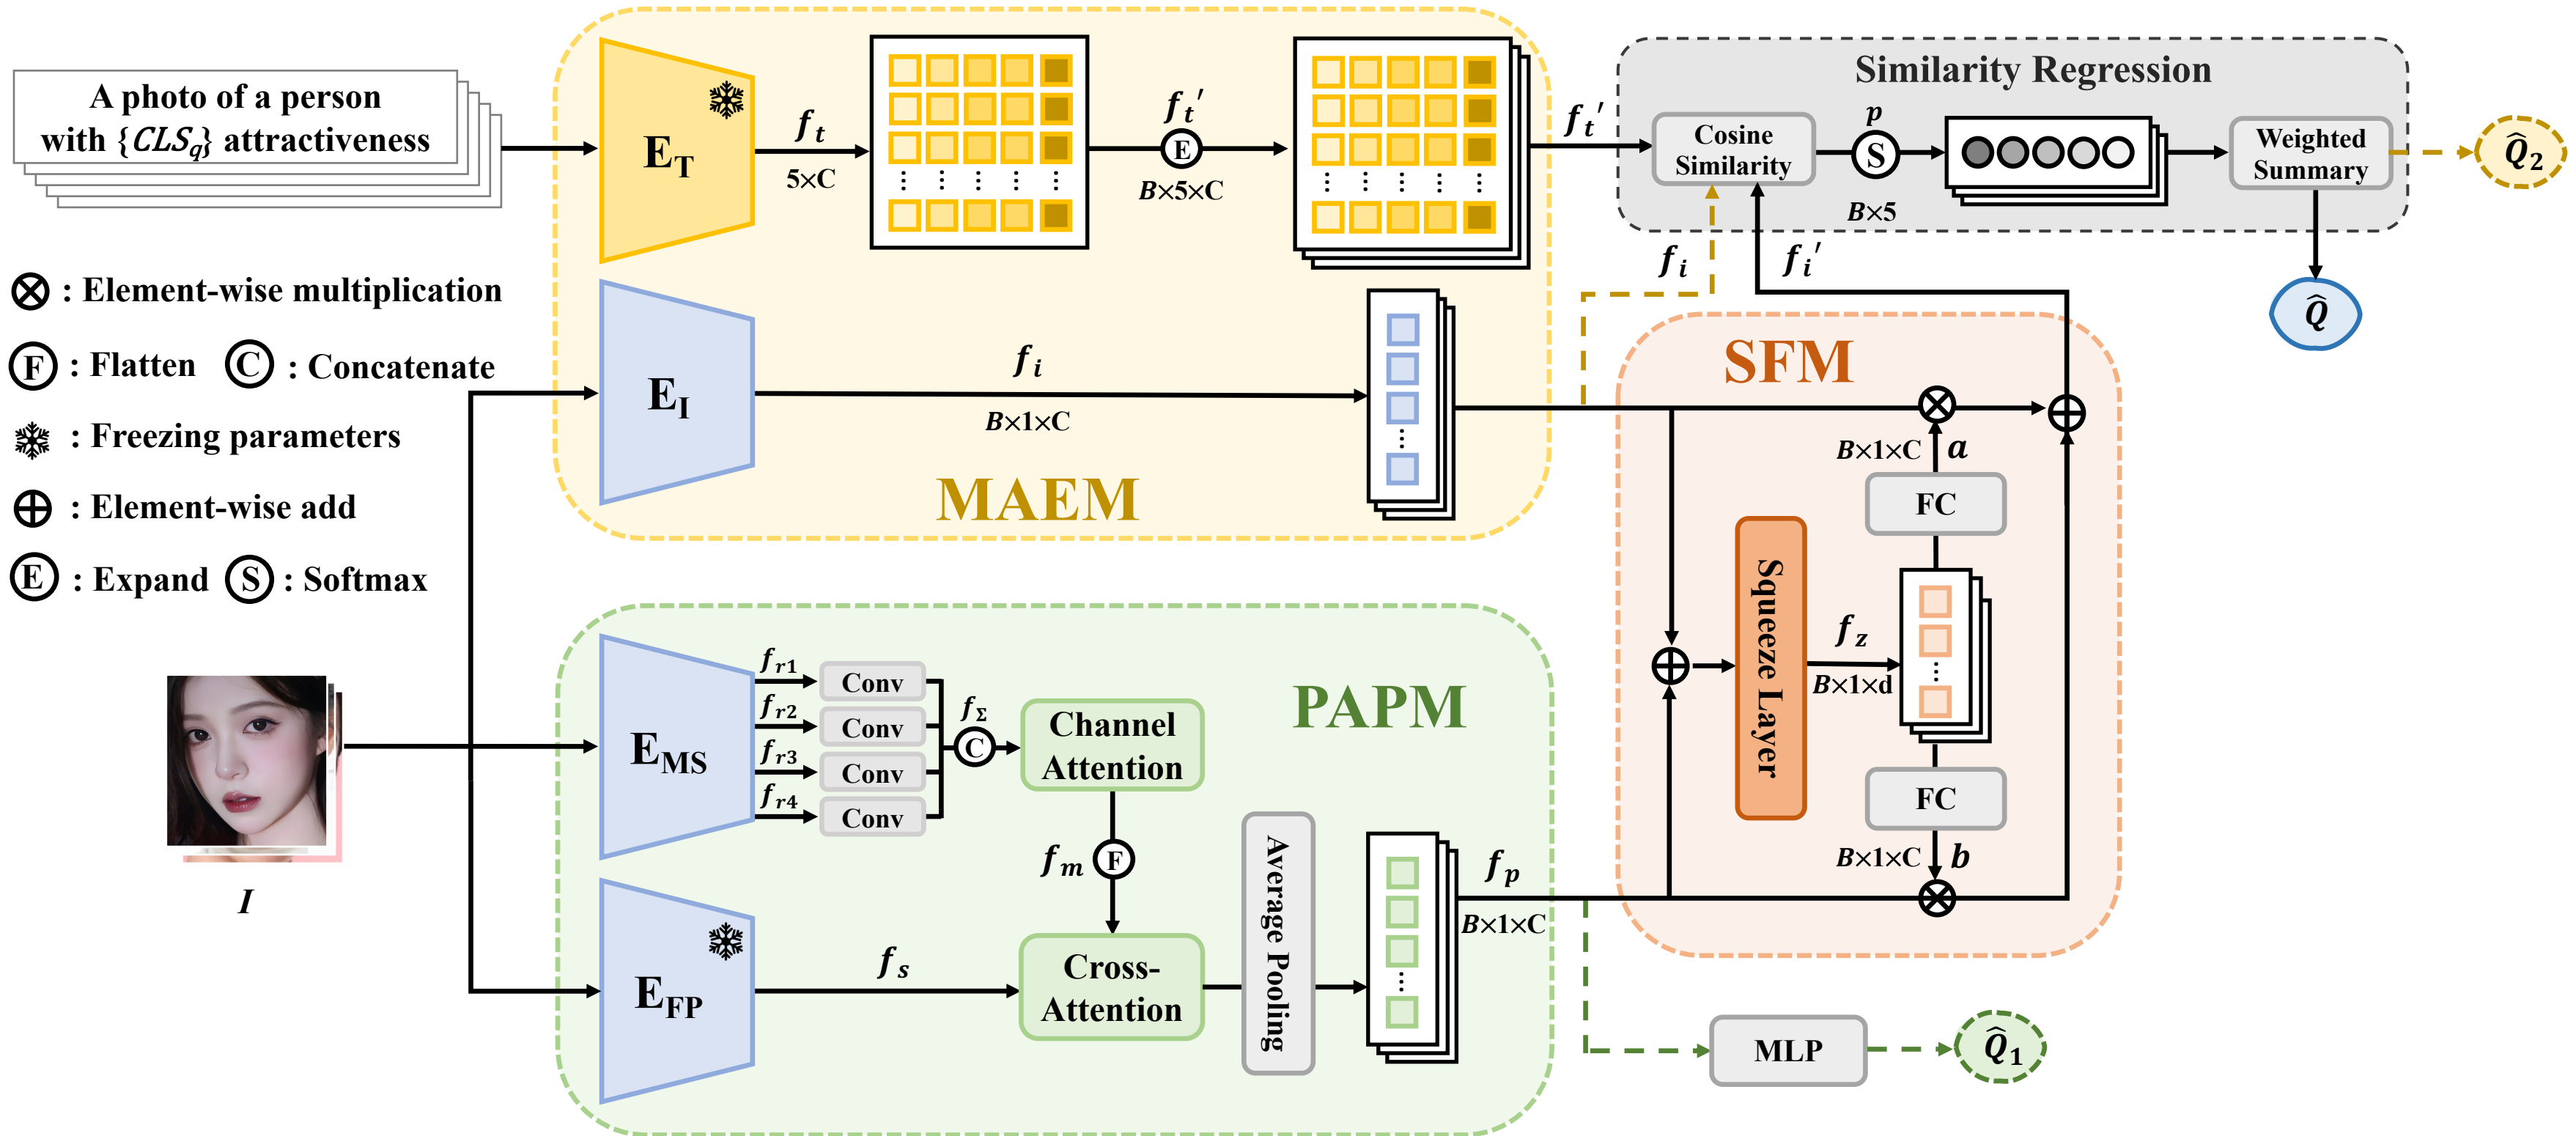 A photo of a person
with {CLS_q} attractiveness
⊗ : Element-wise multiplication
Ⓕ : Flatten Ⓒ : Concatenate
: Freezing parameters
⊕ : Element-wise add
Ⓔ : Expand Ⓢ : Softmax
I
E_T
f_t
5×C
f_t′
E
B×5×C
E_I
f_i
B×1×C
MAEM
f_t′
Similarity Regression
Cosine
Similarity
p
S
B×5
Weighted
Summary
Q̂_2
Q̂
f_i
f_i′
SFM
B×1×C
a
FC
Squeeze Layer
f_z
B×1×d
FC
B×1×C
b
PAPM
E_MS
f_r1
Conv
f_r2
Conv
f_r3
Conv
f_r4
Conv
f_Σ
C
Channel
Attention
f_m
F
E_FP
f_s
Cross-
Attention
Average Pooling
f_p
B×1×C
MLP
Q̂_1